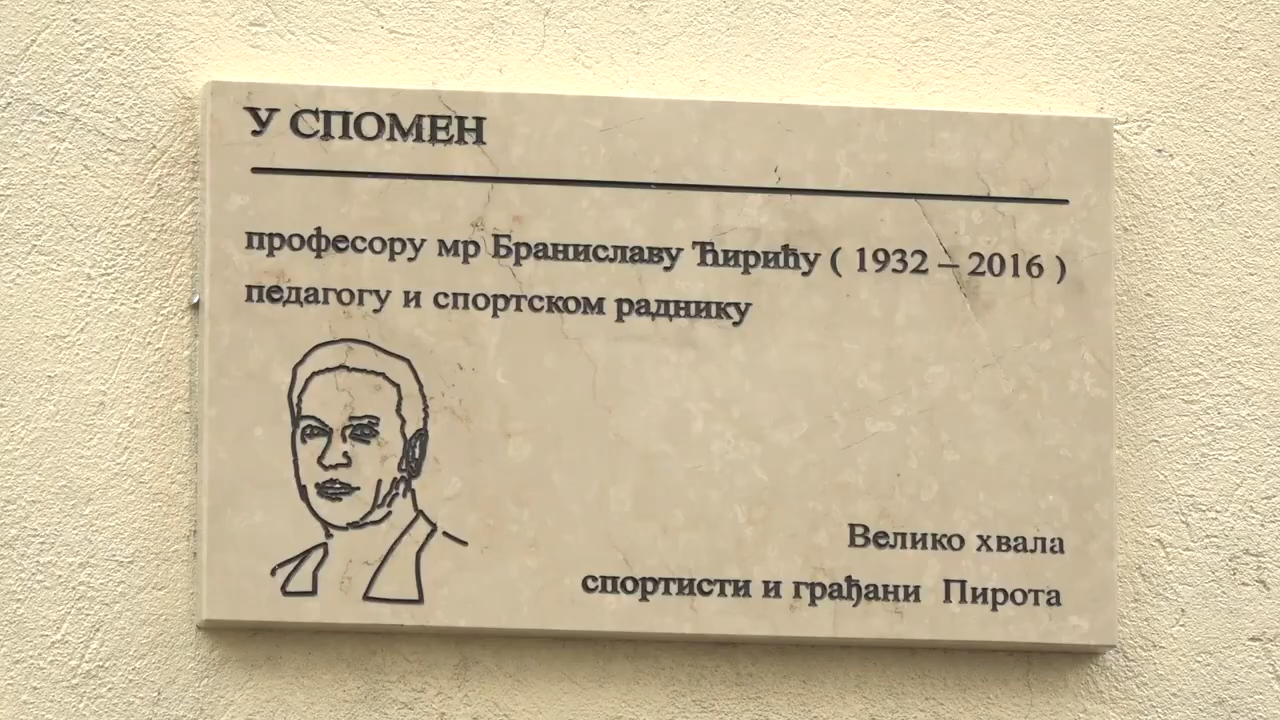 У СПОМЕН
професору мр Браниславу Ћирићу ( 1932 – 2016 )
педагогу и спортском раднику
Велико хвала
спортисти и грађани Пирота